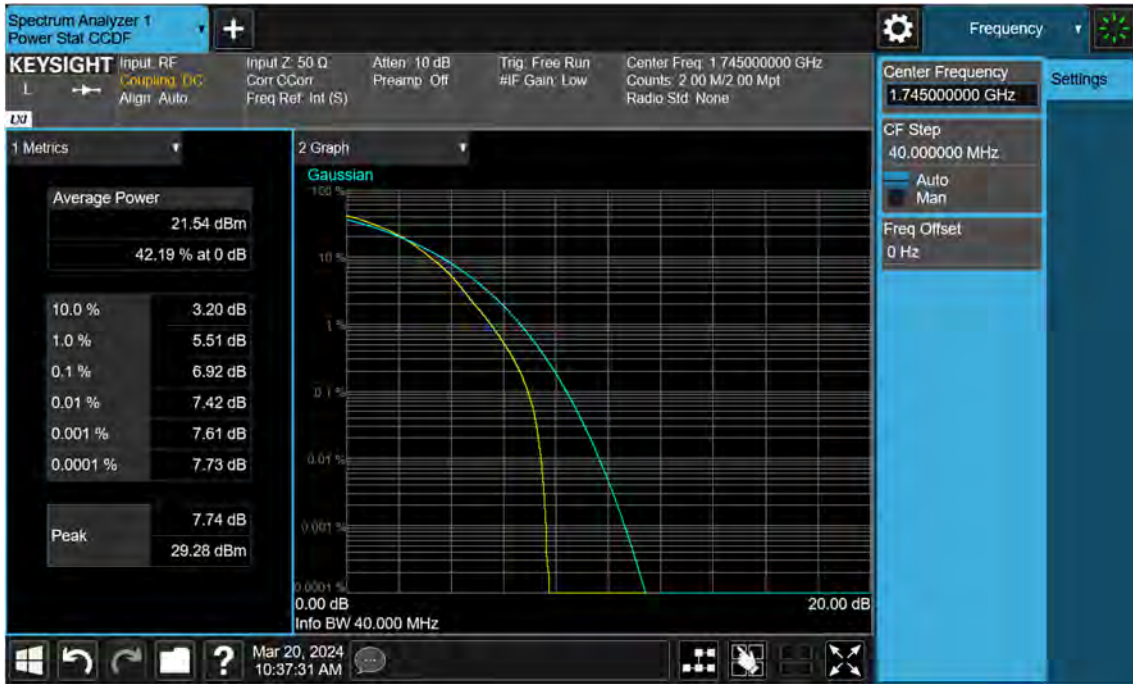 Spectrum Analyzer 1
Power Stat CCDF
Frequency
KEYSIGHT
L
LXI
Input: RF
Coupling: DC
Align: Auto
Input Z: 50 Ω
Corr CCorr
Freq Ref: Int (S)
Atten: 10 dB
Preamp: Off
Trig: Free Run
#IF Gain: Low
Center Freq: 1.745000000 GHz
Counts: 2.00 M/2.00 Mpt
Radio Std: None
Center Frequency
1.745000000 GHz
Settings
CF Step
40.000000 MHz
Auto
Man
Freq Offset
0 Hz
1 Metrics
Average Power
21.54 dBm
42.19 % at 0 dB
10.0 % 3.20 dB
1.0 % 5.51 dB
0.1 % 6.92 dB
0.01 % 7.42 dB
0.001 % 7.61 dB
0.0001 % 7.73 dB
Peak
7.74 dB
29.28 dBm
2 Graph
Gaussian
100 %
10 %
1 %
0.1 %
0.01 %
0.001 %
0.0001 %
0.00 dB
20.00 dB
Info BW 40.000 MHz
?
Mar 20, 2024
10:37:31 AM